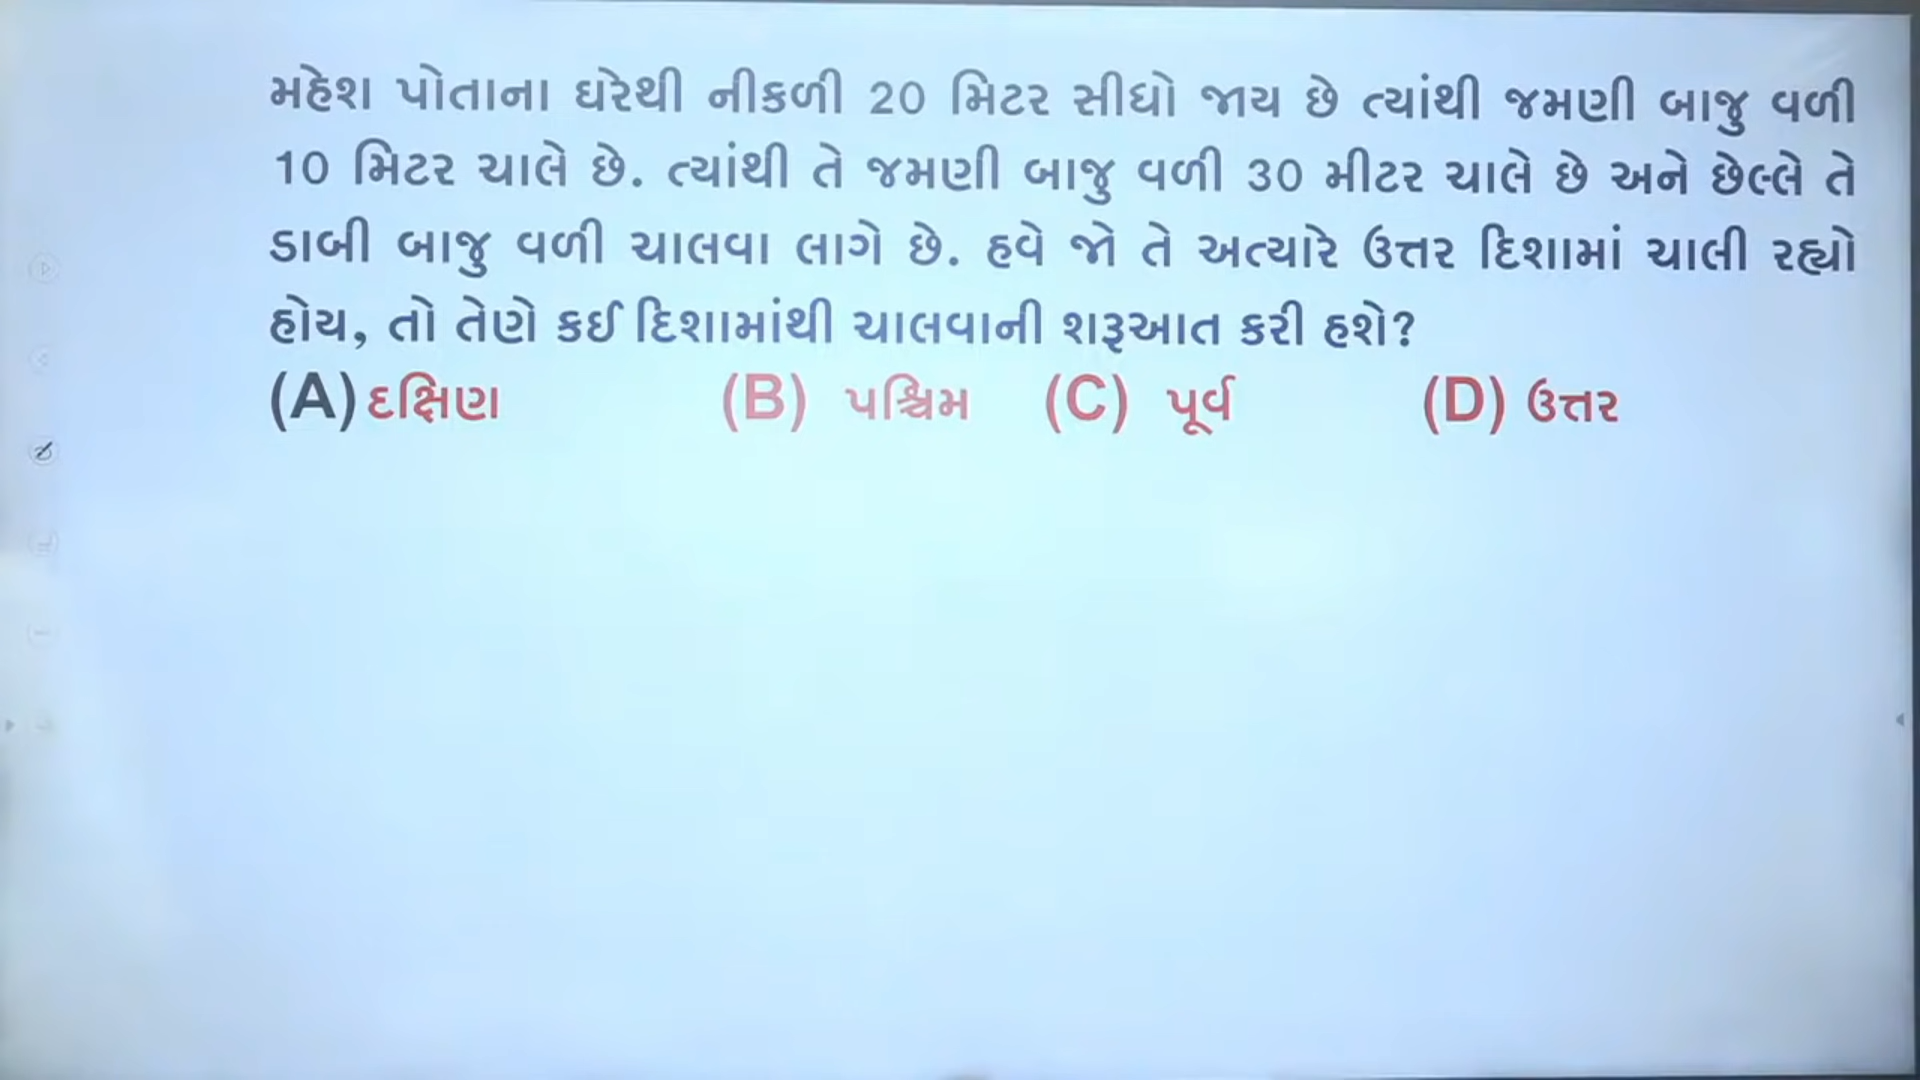 મહેશ પોતાના ઘરેથી નીકળી 20 મિટર સીધો જાય છે ત્યાંથી જમણી બાજુ વળી
10 મિટર ચાલે છે. ત્યાંથી તે જમણી બાજુ વળી 30 મીટર ચાલે છે અને છેલ્લે તે
ડાબી બાજુ વળી ચાલવા લાગે છે. હવે જો તે અત્યારે ઉત્તર દિશામાં ચાલી રહ્યો
હોય, તો તેણે કઈ દિશામાંથી ચાલવાની શરૂઆત કરી હશે?
(A) દક્ષિણ (B) પશ્ચિમ (C) પૂર્વ (D) ઉત્તર